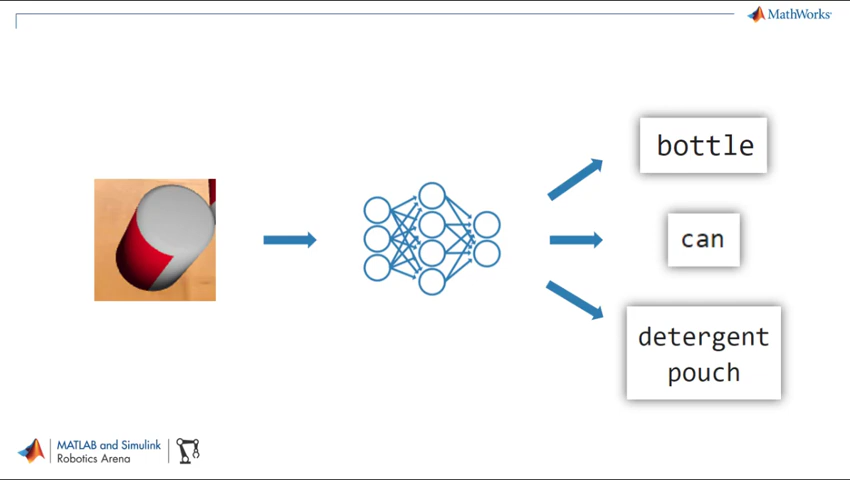 MathWorks®
bottle
can
detergent
pouch
MATLAB and Simulink
Robotics Arena